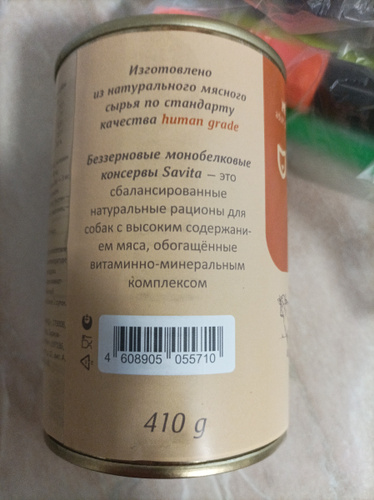 Изготовлено
из натурального мясного
сырья по стандарту
качества human grade
Беззерновые монобелковые
консервы Savita – это
сбалансированные
натуральные рационы для
собак с высоким содержани-
ем мяса, обогащённые
витаминно-минеральным
комплексом
4 608905 055710
410 g